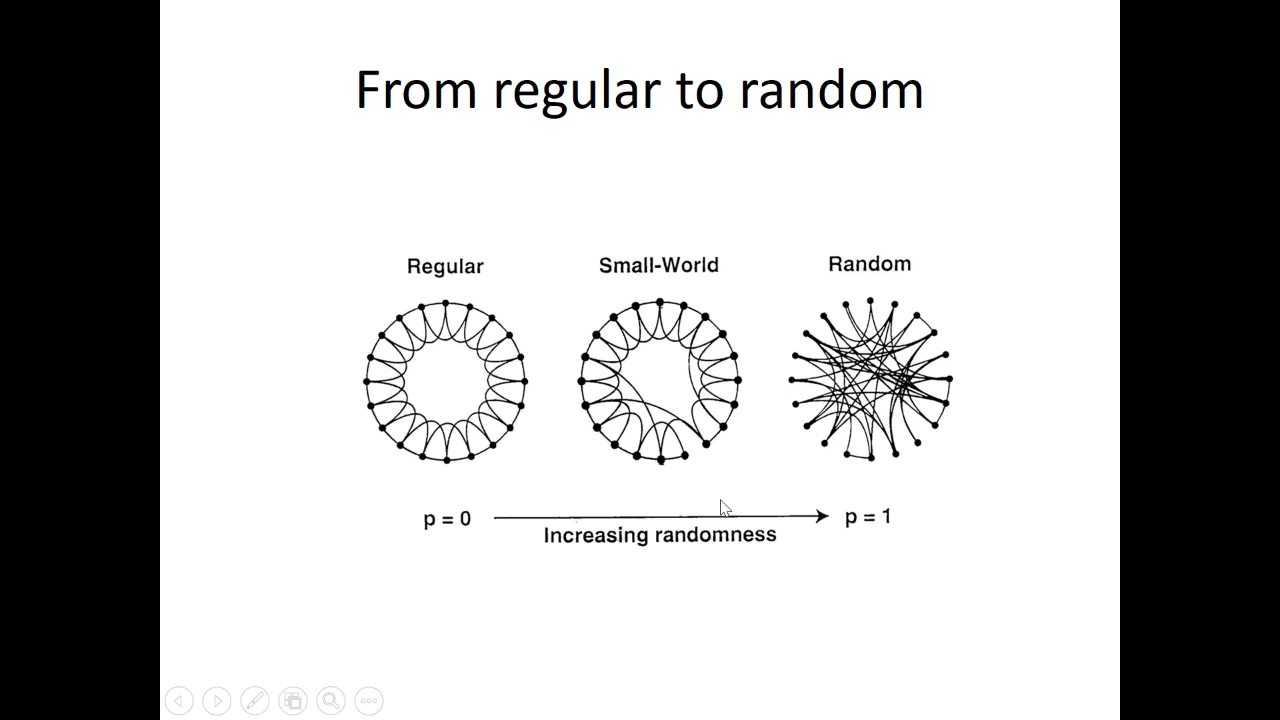 From regular to random
Regular
Small-World
Random
p = 0
p = 1
Increasing randomness